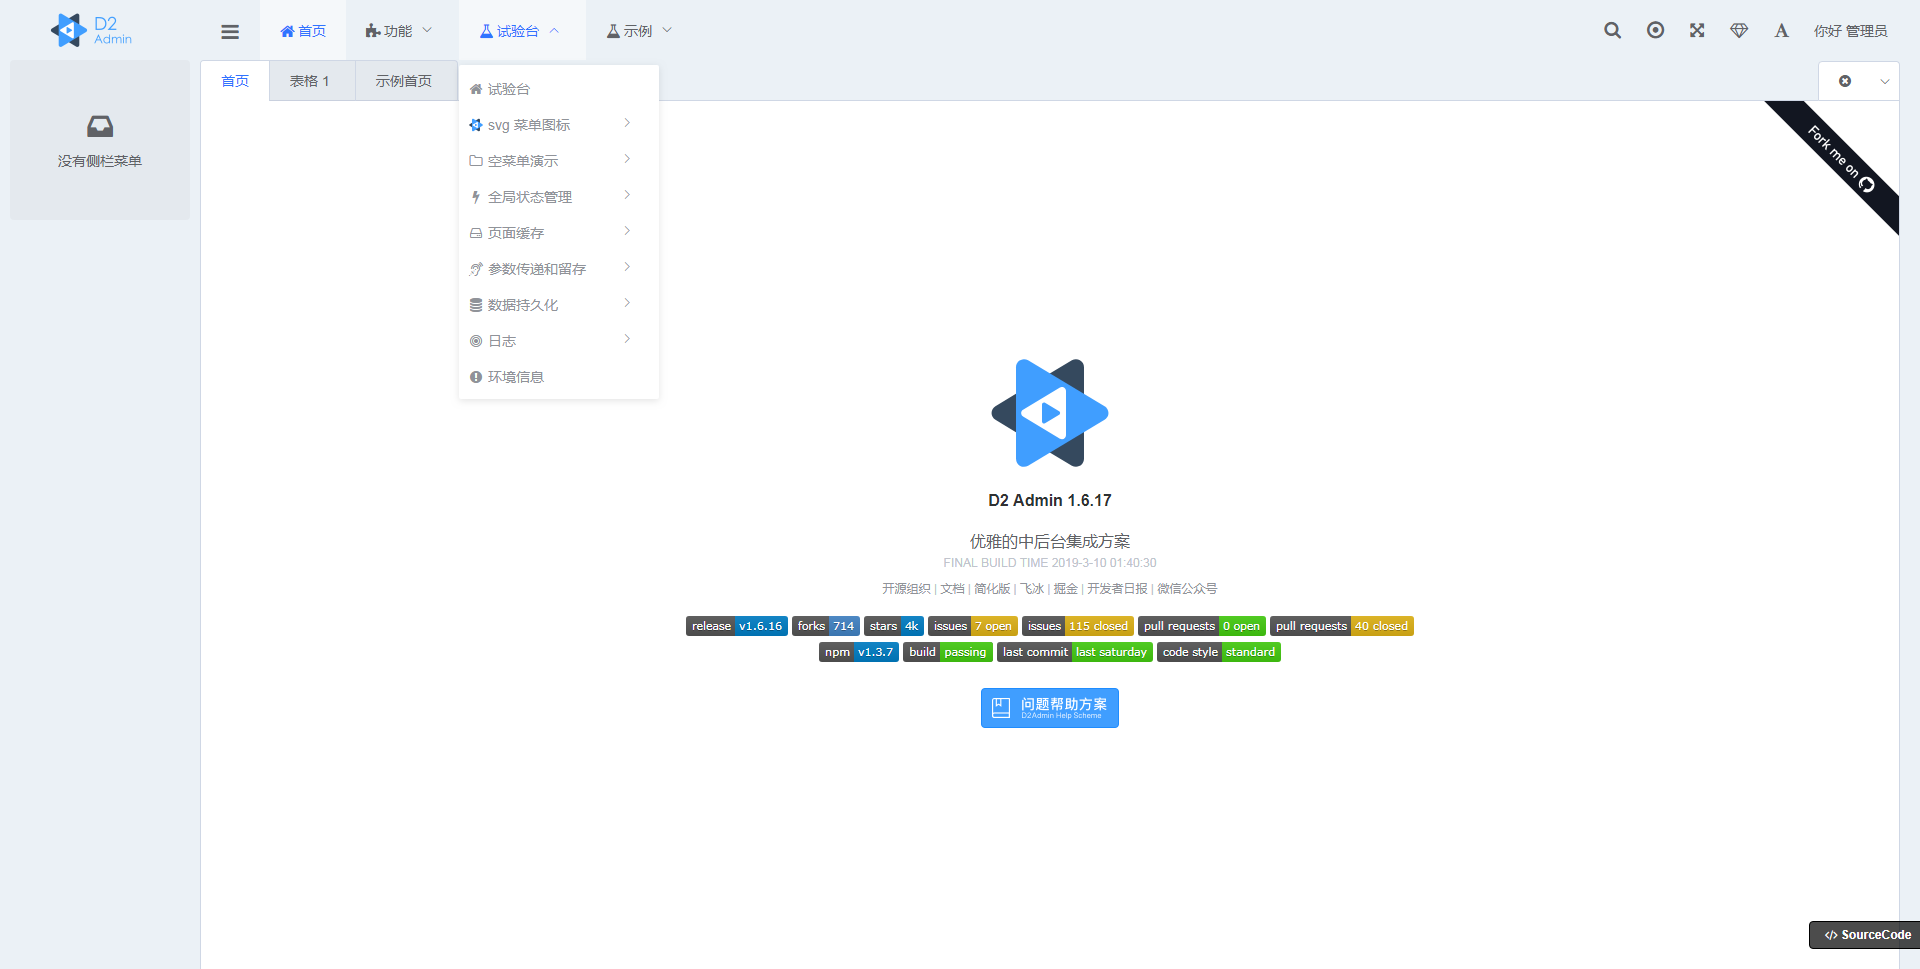 D2
Admin
首页
功能
试验台
示例
你好 管理员
首页
表格 1
示例首页
没有侧栏菜单
试验台
svg 菜单图标
空菜单演示
全局状态管理
页面缓存
参数传递和留存
数据持久化
日志
环境信息
Fork me on
D2 Admin 1.6.17
优雅的中后台集成方案
FINAL BUILD TIME 2019-3-10 01:40:30
开源组织 | 文档 | 简化版 | 飞冰 | 掘金 | 开发者日报 | 微信公众号
release v1.6.16 forks 714 stars 4k issues 7 open issues 115 closed pull requests 0 open pull requests 40 closed
npm v1.3.7 build passing last commit last saturday code style standard
问题帮助方案
D2Admin Help Scheme
</> SourceCode